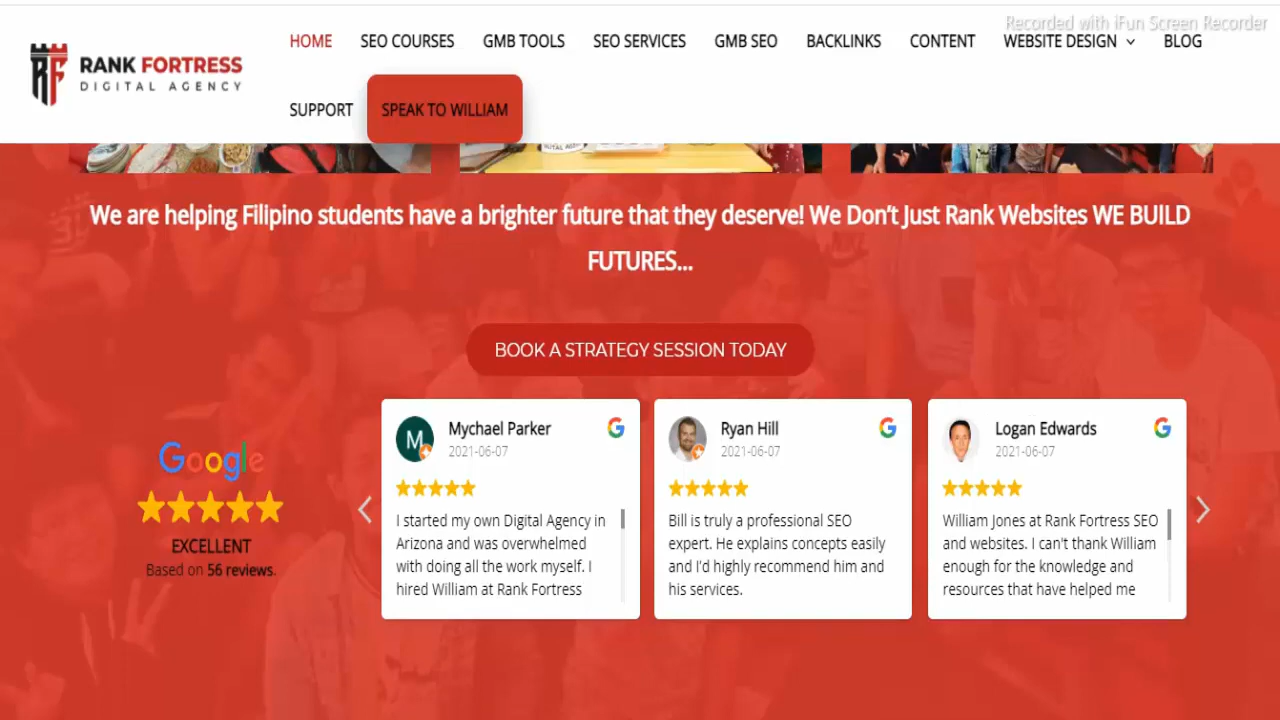 Recorded with iFun Screen Recorder
HOME SEO COURSES GMB TOOLS SEO SERVICES GMB SEO BACKLINKS CONTENT WEBSITE DESIGN BLOG
RF RANK FORTRESS
DIGITAL AGENCY
SUPPORT SPEAK TO WILLIAM
We are helping Filipino students have a brighter future that they deserve! We Don’t Just Rank Websites WE BUILD
FUTURES...
BOOK A STRATEGY SESSION TODAY
Google
EXCELLENT
Based on 56 reviews.
M
Mychael Parker
2021-06-07
I started my own Digital Agency in
Arizona and was overwhelmed
with doing all the work myself. I
hired William at Rank Fortress
Ryan Hill
2021-06-07
Bill is truly a professional SEO
expert. He explains concepts easily
and I'd highly recommend him and
his services.
Logan Edwards
2021-06-07
William Jones at Rank Fortress SEO
and websites. I can't thank William
enough for the knowledge and
resources that have helped me